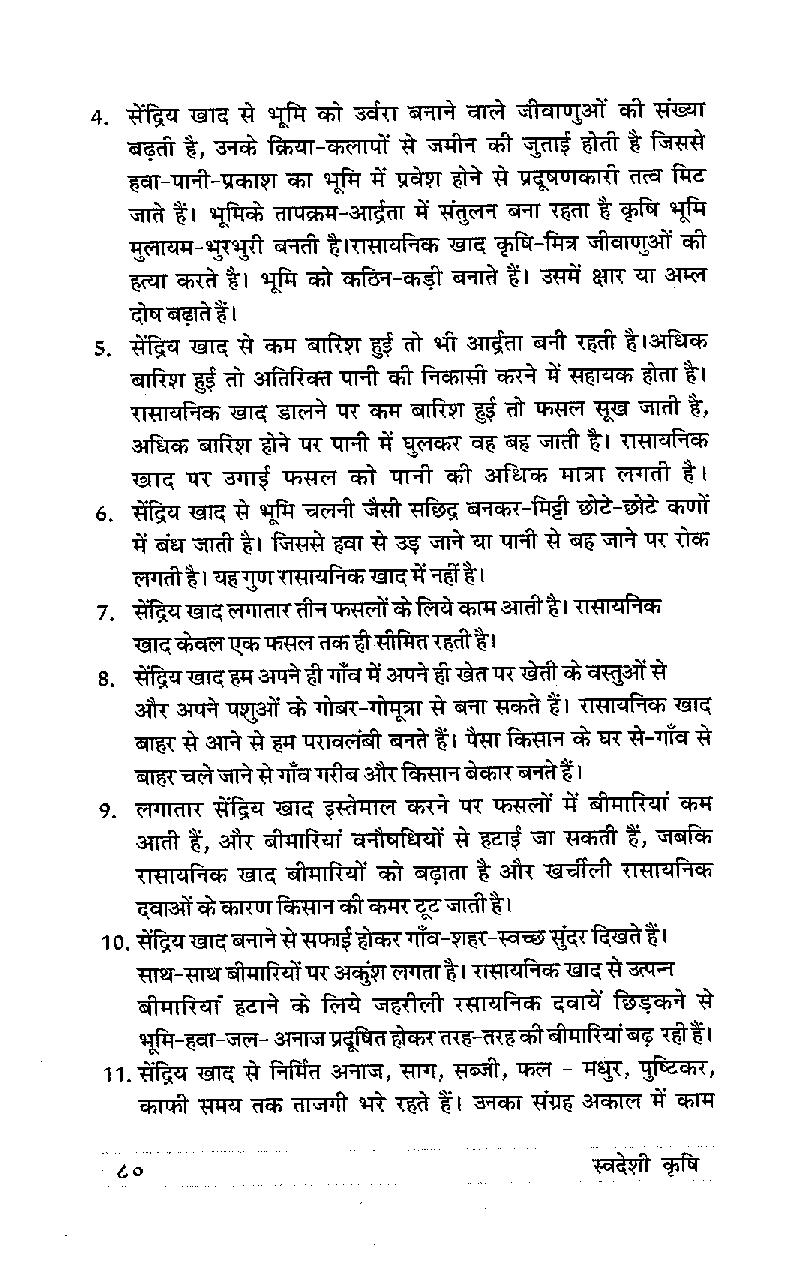 4. सेंद्रिय खाद से भूमि को उर्वरा बनाने वाले जीवाणुओं की संख्या
बढ़ती है, उनके क्रिया-कलापों से जमीन की जुताई होती है जिससे
हवा-पानी-प्रकाश का भूमि में प्रवेश होने से प्रदूषणकारी तत्व मिट
जाते हैं। भूमिके तापक्रम-आर्द्रता में संतुलन बना रहता है कृषि भूमि
मुलायम-भुरभुरी बनती है।रासायनिक खाद कृषि-मित्र जीवाणुओं की
हत्या करते है। भूमि को कठिन-कड़ी बनाते हैं। उसमें क्षार या अम्ल
दोष बढ़ाते हैं।
5. सेंद्रिय खाद से कम बारिश हुई तो भी आर्द्रता बनी रहती है।अधिक
बारिश हुई तो अतिरिक्त पानी की निकासी करने में सहायक होता है।
रासायनिक खाद डालने पर कम बारिश हुई तो फसल सूख जाती है,
अधिक बारिश होने पर पानी में घुलकर वह बह जाती है। रासायनिक
खाद पर उगाई फसल को पानी की अधिक मात्रा लगती है।
6. सेंद्रिय खाद से भूमि चलनी जैसी सछिद्र बनकर-मिट्टी छोटे-छोटे कणों
में बंध जाती है। जिससे हवा से उड़ जाने या पानी से बह जाने पर रोक
लगती है। यह गुण रासायनिक खाद में नहीं है।
7. सेंद्रिय खाद लगातार तीन फसलों के लिये काम आती है। रासायनिक
खाद केवल एक फसल तक ही सीमित रहती है।
8. सेंद्रिय खाद हम अपने ही गाँव में अपने ही खेत पर खेती के वस्तुओं से
और अपने पशुओं के गोबर-गोमूत्रा से बना सकते हैं। रासायनिक खाद
बाहर से आने से हम परावलंबी बनते हैं। पैसा किसान के घर से-गाँव से
बाहर चले जाने से गाँव गरीब और किसान बेकार बनते हैं।
9. लगातार सेंद्रिय खाद इस्तेमाल करने पर फसलों में बीमारियां कम
आती हैं, और बीमारियां वनौषधियों से हटाई जा सकती हैं, जबकि
रासायनिक खाद बीमारियों को बढ़ाता है और खर्चीली रासायनिक
दवाओं के कारण किसान की कमर टूट जाती है।
10. सेंद्रिय खाद बनाने से सफाई होकर गाँव-शहर-स्वच्छ सुंदर दिखते हैं।
साथ-साथ बीमारियों पर अकुंश लगता है। रासायनिक खाद से उत्पन्न
बीमारियां हटाने के लिये जहरीली रसायनिक दवायें छिड़कने से
भूमि-हवा-जल- अनाज प्रदूषित होकर तरह-तरह की बीमारियां बढ़ रही हैं।
11. सेंद्रिय खाद से निर्मित अनाज, साग, सब्जी, फल - मधुर, पुष्टिकर,
काफी समय तक ताजगी भरे रहते हैं। उनका संग्रह अकाल में काम
८० स्वदेशी कृषि